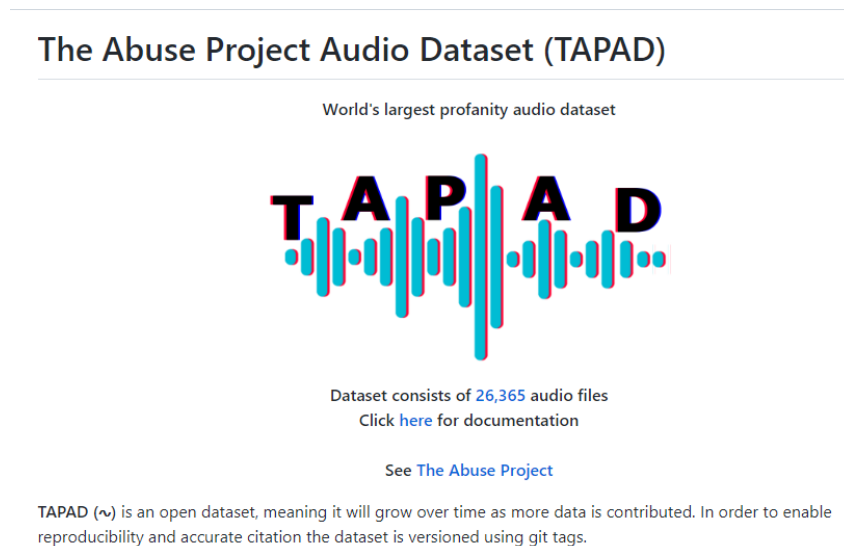 The Abuse Project Audio Dataset (TAPAD)
World's largest profanity audio dataset
TAPAD
Dataset consists of 26,365 audio files
Click here for documentation
See The Abuse Project
TAPAD (∿) is an open dataset, meaning it will grow over time as more data is contributed. In order to enable
reproducibility and accurate citation the dataset is versioned using git tags.